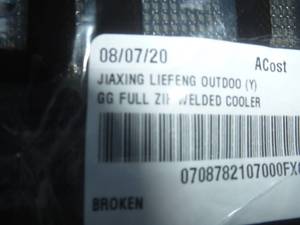 08/07/20 ACost
JIAXING LIEFENG OUTDOO (Y)
GG FULL ZIP WELDED COOLER
0708782107000FX
BROKEN